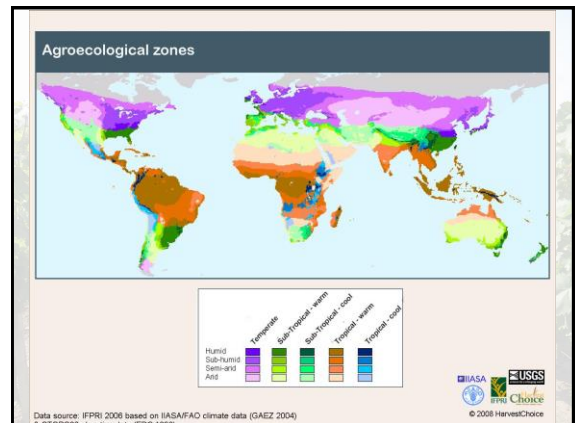 Agroecological zones
Temperate
Sub-Tropical - warm
Sub-Tropical - cool
Tropical - warm
Tropical - cool
Humid
Sub-humid
Semi-arid
Arid
IIASA
USGS
IFPRI
Choice
Data source: IFPRI 2006 based on IIASA/FAO climate data (GAEZ 2004)
© 2008 HarvestChoice